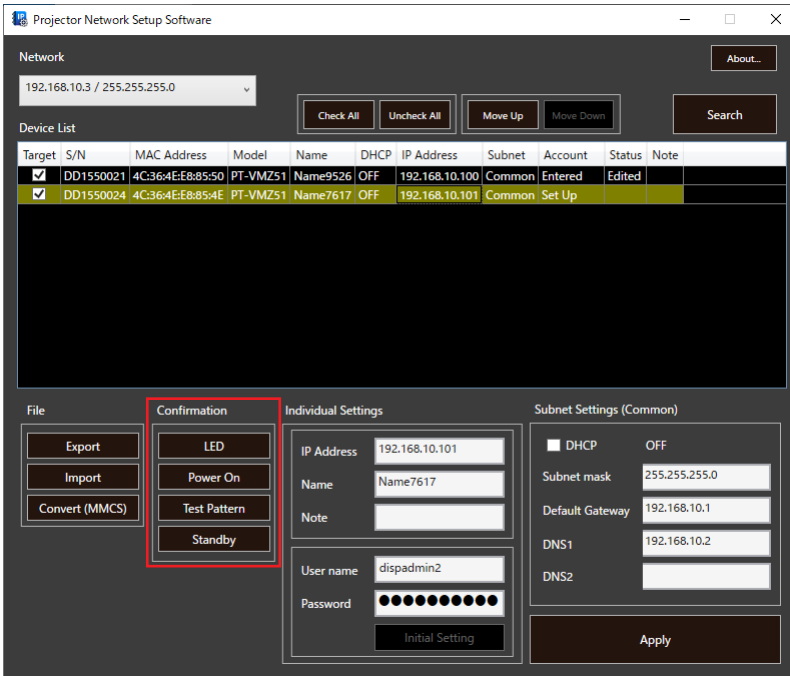 Projector Network Setup Software
Network
About...
192.168.10.3 / 255.255.255.0
Check All
Uncheck All
Move Up
Move Down
Search
Device List
Target S/N MAC Address Model Name DHCP IP Address Subnet Account Status Note
DD1550021 4C:36:4E:E8:85:50 PT-VMZ51 Name9526 OFF 192.168.10.100 Common Entered Edited
DD1550024 4C:36:4E:E8:85:4E PT-VMZ51 Name7617 OFF 192.168.10.101 Common Set Up
File
Export
Import
Convert (MMCS)
Confirmation
LED
Power On
Test Pattern
Standby
Individual Settings
IP Address 192.168.10.101
Name Name7617
Note
User name dispadmin2
Password ●●●●●●●●●●
Initial Setting
Subnet Settings (Common)
DHCP OFF
Subnet mask 255.255.255.0
Default Gateway 192.168.10.1
DNS1 192.168.10.2
DNS2
Apply